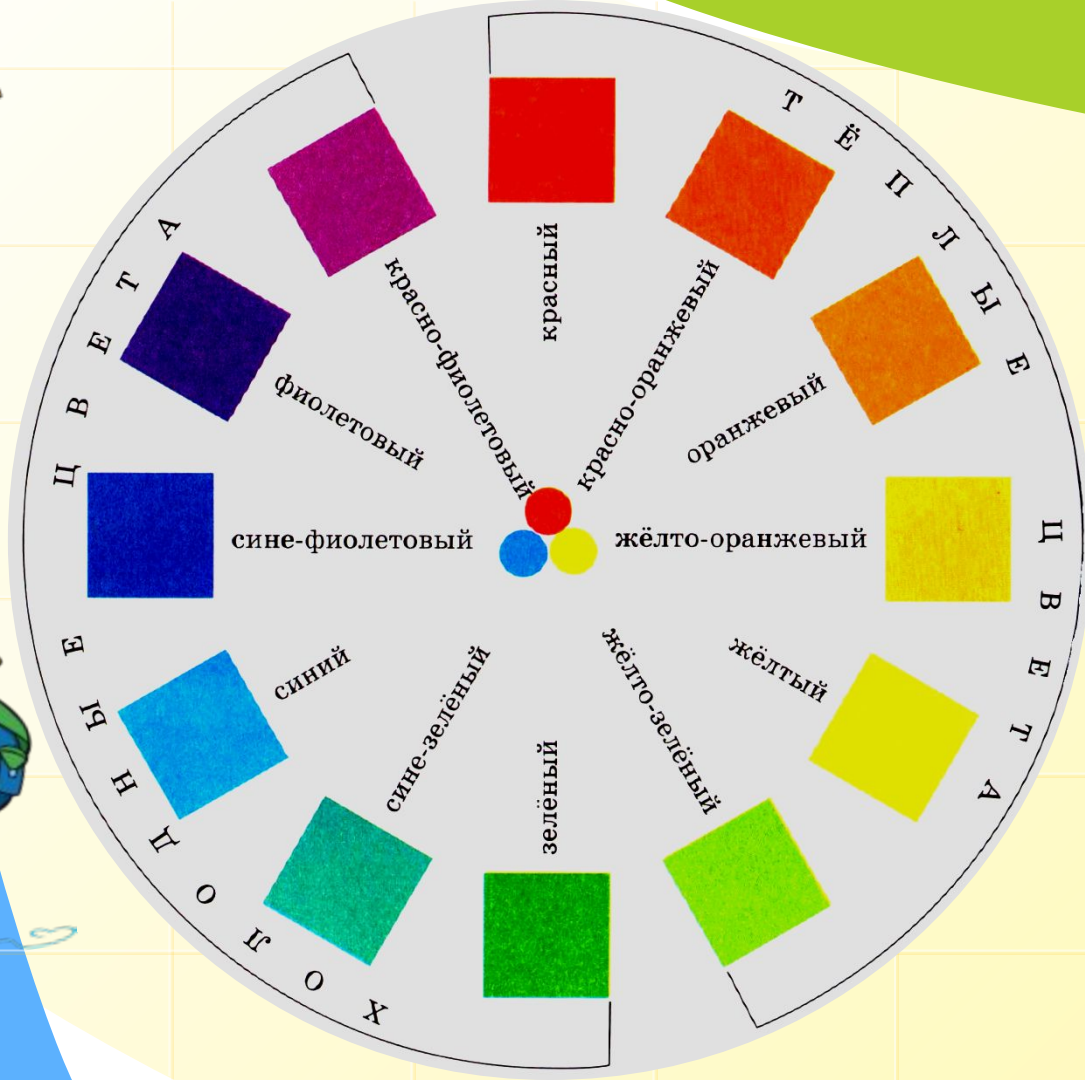 ТЁПЛЫЕ ЦВЕТА
ХОЛОДНЫЕ ЦВЕТА
красный
красно-оранжевый
оранжевый
жёлто-оранжевый
жёлтый
жёлто-зелёный
зелёный
сине-зелёный
синий
сине-фиолетовый
фиолетовый
красно-фиолетовый